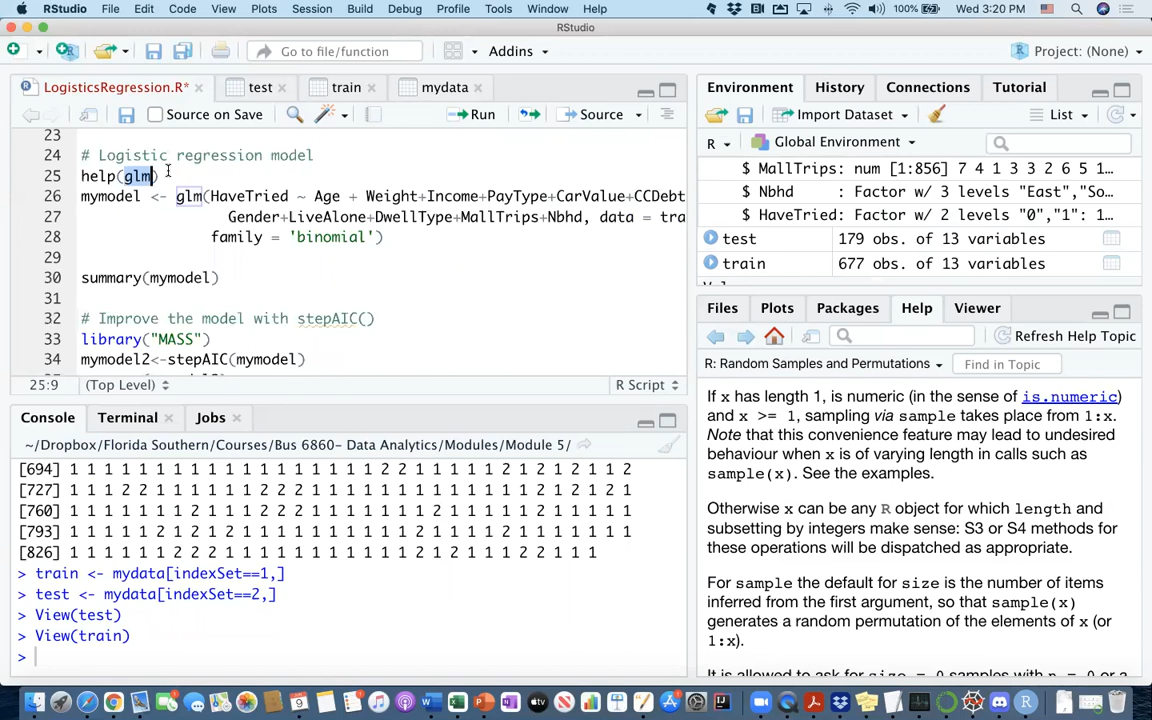 RStudio File Edit Code View Plots Session Build Debug Profile Tools Window Help 100% Wed 3:20 PM
RStudio
Go to file/function Addins Project: (None)
LogisticsRegression.R* test train mydata
Source on Save Run Source
23
24 # Logistic regression model
25 help(glm)
26 mymodel <- glm(HaveTried ~ Age + Weight+Income+PayType+CarValue+CCDebt
27 Gender+LiveAlone+DwellType+MallTrips+Nbhd, data = tra
28 family = 'binomial')
29
30 summary(mymodel)
31
32 # Improve the model with stepAIC()
33 library("MASS")
34 mymodel2<-stepAIC(mymodel)
25:9 (Top Level) R Script
Console Terminal Jobs
~/Dropbox/Florida Southern/Courses/Bus 6860- Data Analytics/Modules/Module 5/
[694] 1 1 1 1 1 1 1 1 1 1 1 1 1 1 1 1 1 1 2 2 1 1 1 1 1 2 1 2 1 2 1 1 2
[727] 1 1 1 2 2 1 1 1 1 1 1 2 2 2 1 1 1 1 1 1 1 1 1 1 1 1 1 2 1 2 1 2 1
[760] 1 1 1 1 1 1 1 1 1 1 1 2 2 2 1 1 1 1 1 1 1 1 1 1 1 1 1 1 1 1 1 1 1
[793] 1 1 1 1 1 2 1 2 1 2 1 1 1 1 1 1 1 1 1 1 2 1 1 1 1 1 1 2 1 1 1 1 1
[826] 1 1 1 1 1 1 2 2 2 1 1 1 1 1 1 1 1 1 1 1 2 1 2 1 1 2 2 1 1 1
> train <- mydata[indexSet==1,]
> test <- mydata[indexSet==2,]
> View(test)
> View(train)
>
Environment History Connections Tutorial
Import Dataset List
R Global Environment
$ MallTrips: num [1:856] 7 4 1 3 3 2 6 5 1…
$ Nbhd : Factor w/ 3 levels "East","So…
$ HaveTried: Factor w/ 2 levels "0","1": 1…
test 179 obs. of 13 variables
train 677 obs. of 13 variables
Files Plots Packages Help Viewer
Refresh Help Topic
R: Random Samples and Permutations Find in Topic
If x has length 1, is numeric (in the sense of is.numeric)
and x >= 1, sampling via sample takes place from 1:x.
Note that this convenience feature may lead to undesired
behaviour when x is of varying length in calls such as
sample(x). See the examples.
Otherwise x can be any R object for which length and
subsetting by integers make sense: S3 or S4 methods for
these operations will be dispatched as appropriate.
For sample the default for size is the number of items
inferred from the first argument, so that sample(x)
generates a random permutation of the elements of x (or
1:x).
It is allowed to ask for size = 0 samples with n = 0 or a